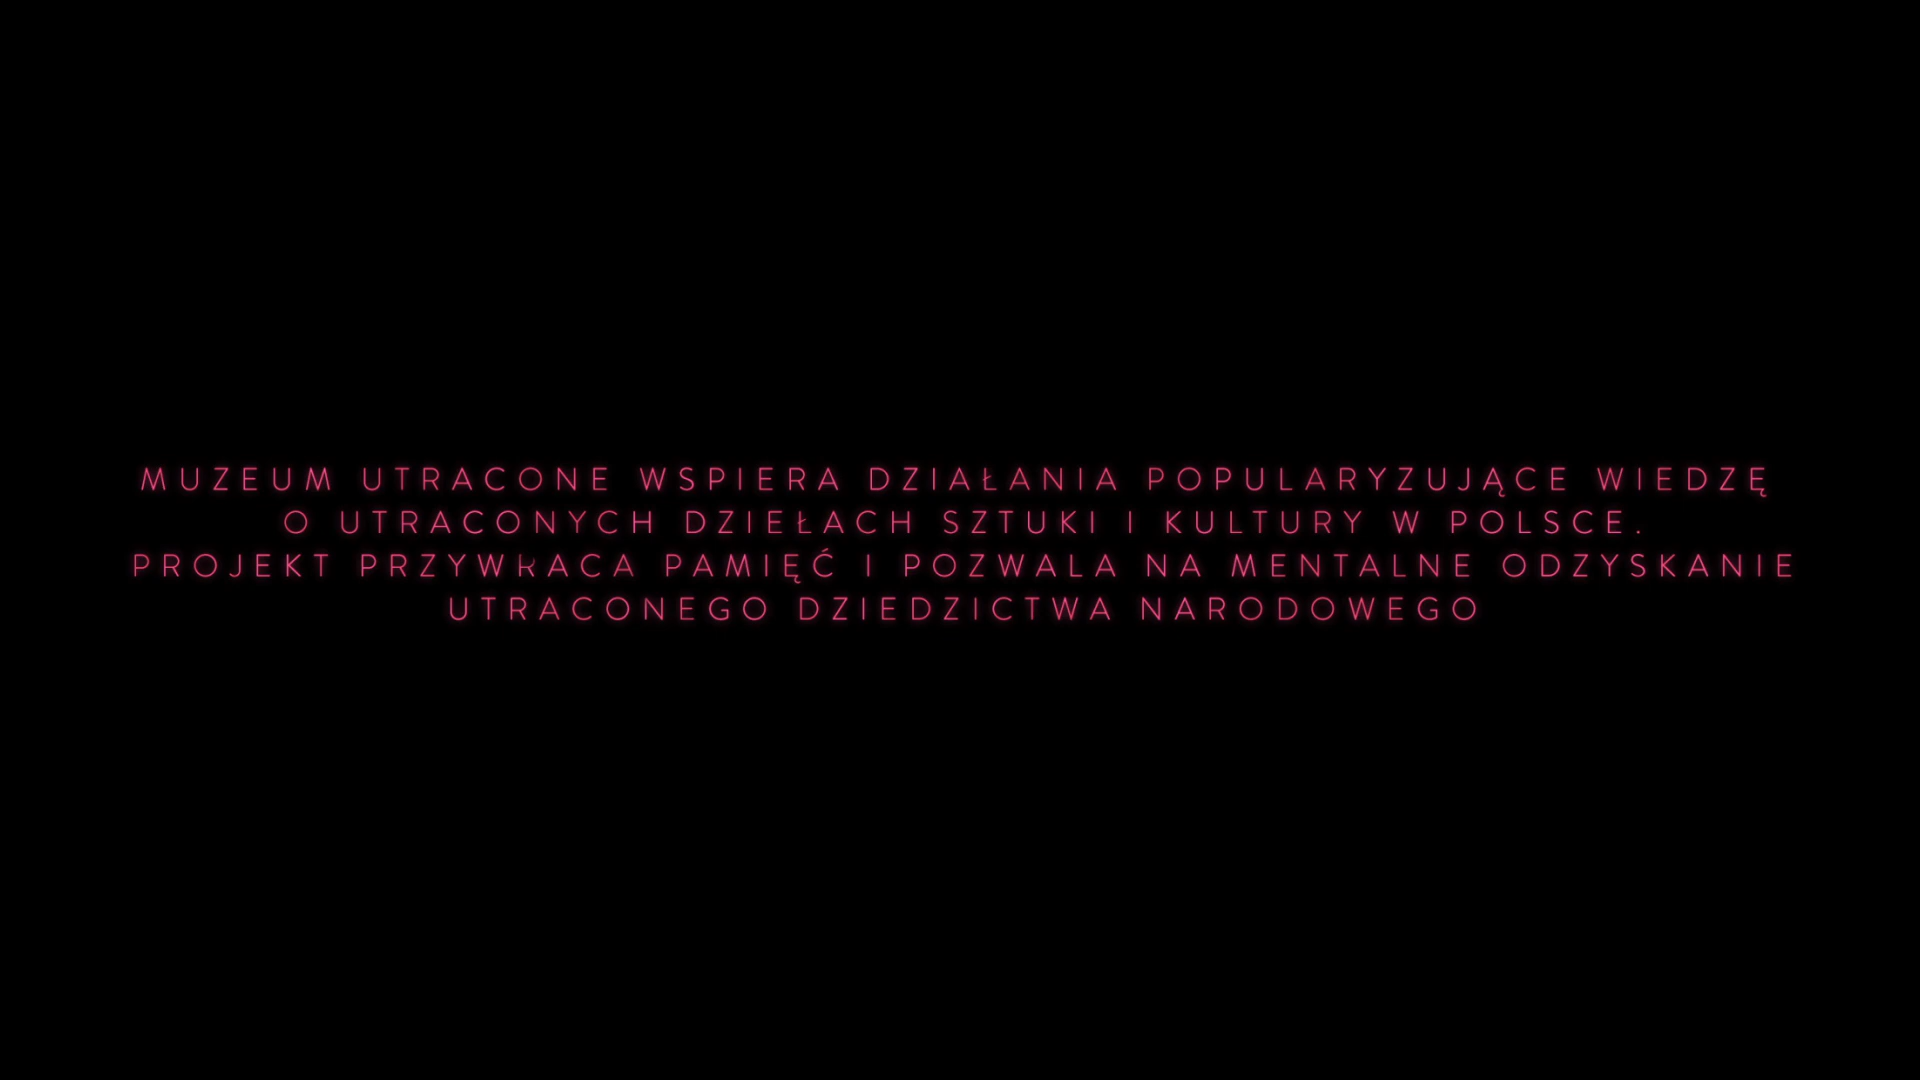 MUZEUM UTRACONE WSPIERA DZIAŁANIA POPULARYZUJĄCE WIEDZĘ
O UTRACONYCH DZIEŁACH SZTUKI I KULTURY W POLSCE.
PROJEKT PRZYWRACA PAMIĘĆ I POZWALA NA MENTALNE ODZYSKANIE
UTRACONEGO DZIEDZICTWA NARODOWEGO